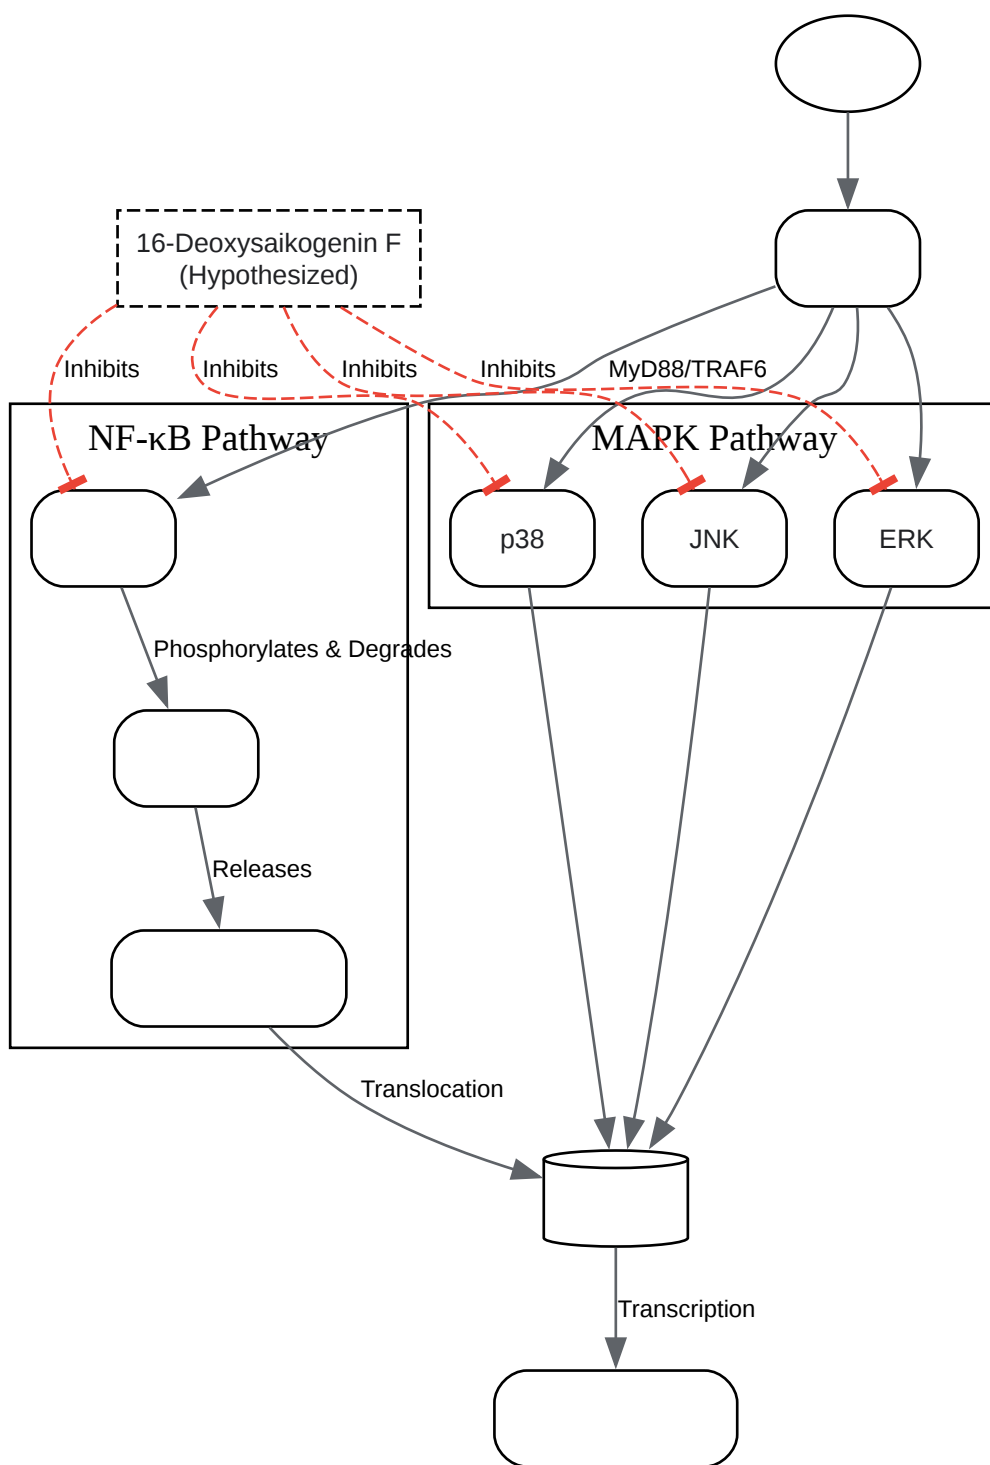 16-Deoxysaikogenin F
(Hypothesized)
Inhibits
Inhibits
Inhibits
Inhibits
MyD88/TRAF6
NF-κB Pathway
MAPK Pathway
p38
JNK
ERK
Phosphorylates & Degrades
Releases
Translocation
Transcription